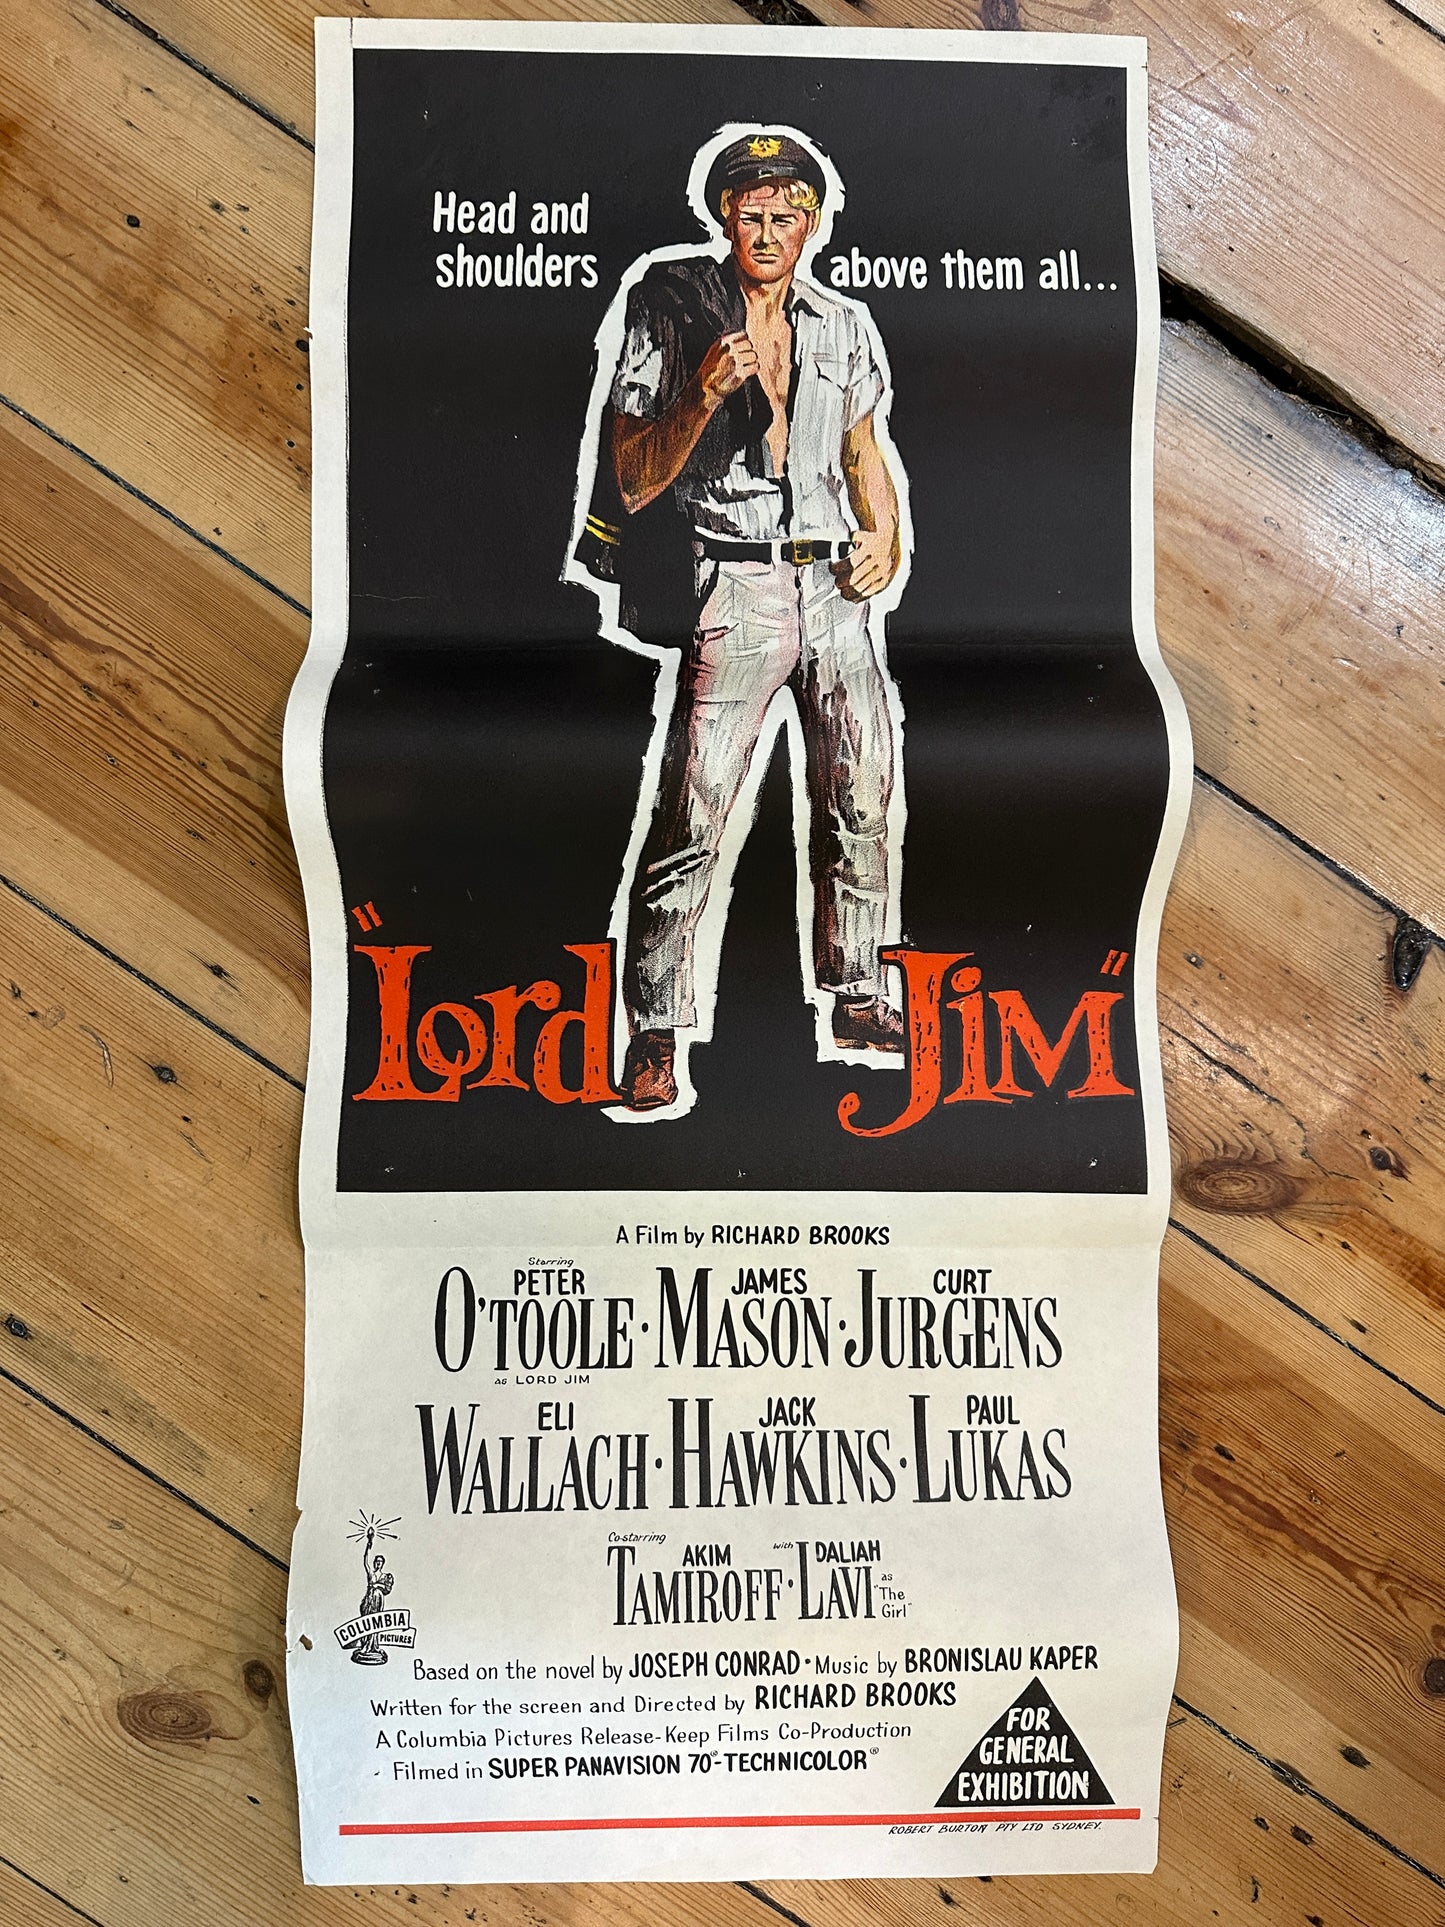 Head and
shoulders above them all...
"Lord Jim"
A Film by RICHARD BROOKS
Starring
PETER JAMES CURT
O'TOOLE · MASON · JURGENS
as LORD JIM
ELI JACK PAUL
WALLACH · HAWKINS · LUKAS
Co-starring
AKIM with DALIAH
TAMIROFF · LAVI as "The Girl"
COLUMBIA
PICTURES
Based on the novel by JOSEPH CONRAD · Music by BRONISLAU KAPER
Written for the screen and Directed by RICHARD BROOKS
A Columbia Pictures Release-Keep Films Co-Production
Filmed in SUPER PANAVISION 70®-TECHNICOLOR®
FOR
GENERAL
EXHIBITION
ROBERT BURTON PTY LTD SYDNEY.